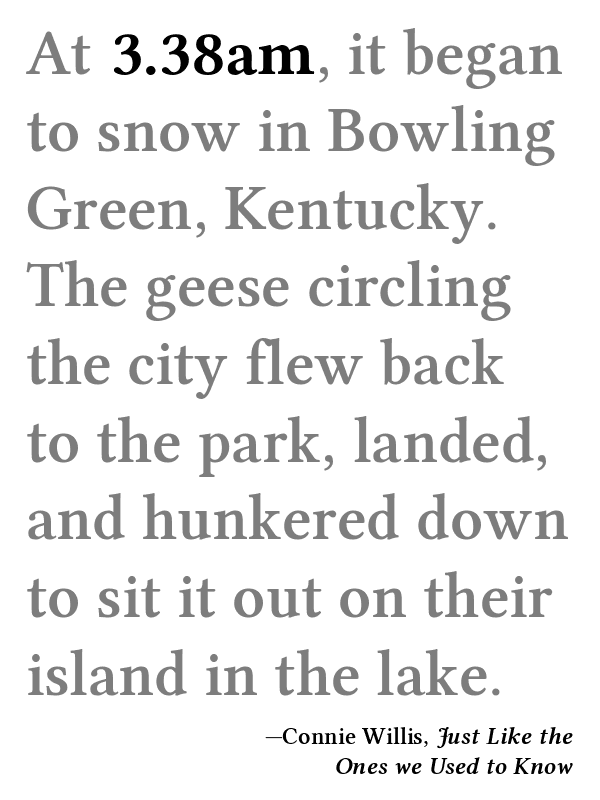 At 3.38am, it began
to snow in Bowling
Green, Kentucky.
The geese circling
the city flew back
to the park, landed,
and hunkered down
to sit it out on their
island in the lake.
—Connie Willis, Just Like the
Ones we Used to Know